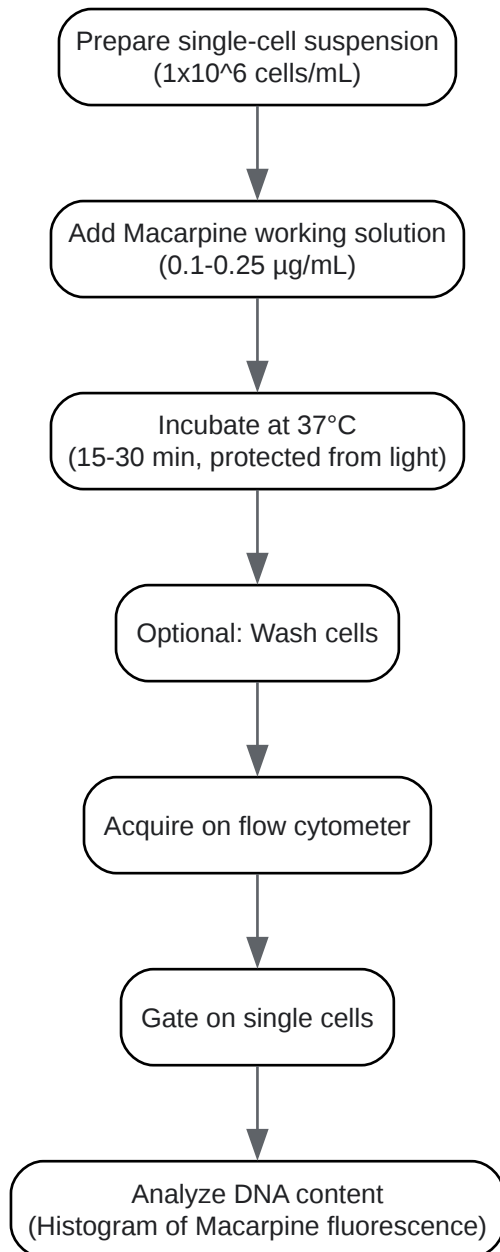 Prepare single-cell suspension
(1x10^6 cells/mL)
Add Macarpine working solution
(0.1-0.25 µg/mL)
Incubate at 37°C
(15-30 min, protected from light)
Optional: Wash cells
Acquire on flow cytometer
Gate on single cells
Analyze DNA content
(Histogram of Macarpine fluorescence)